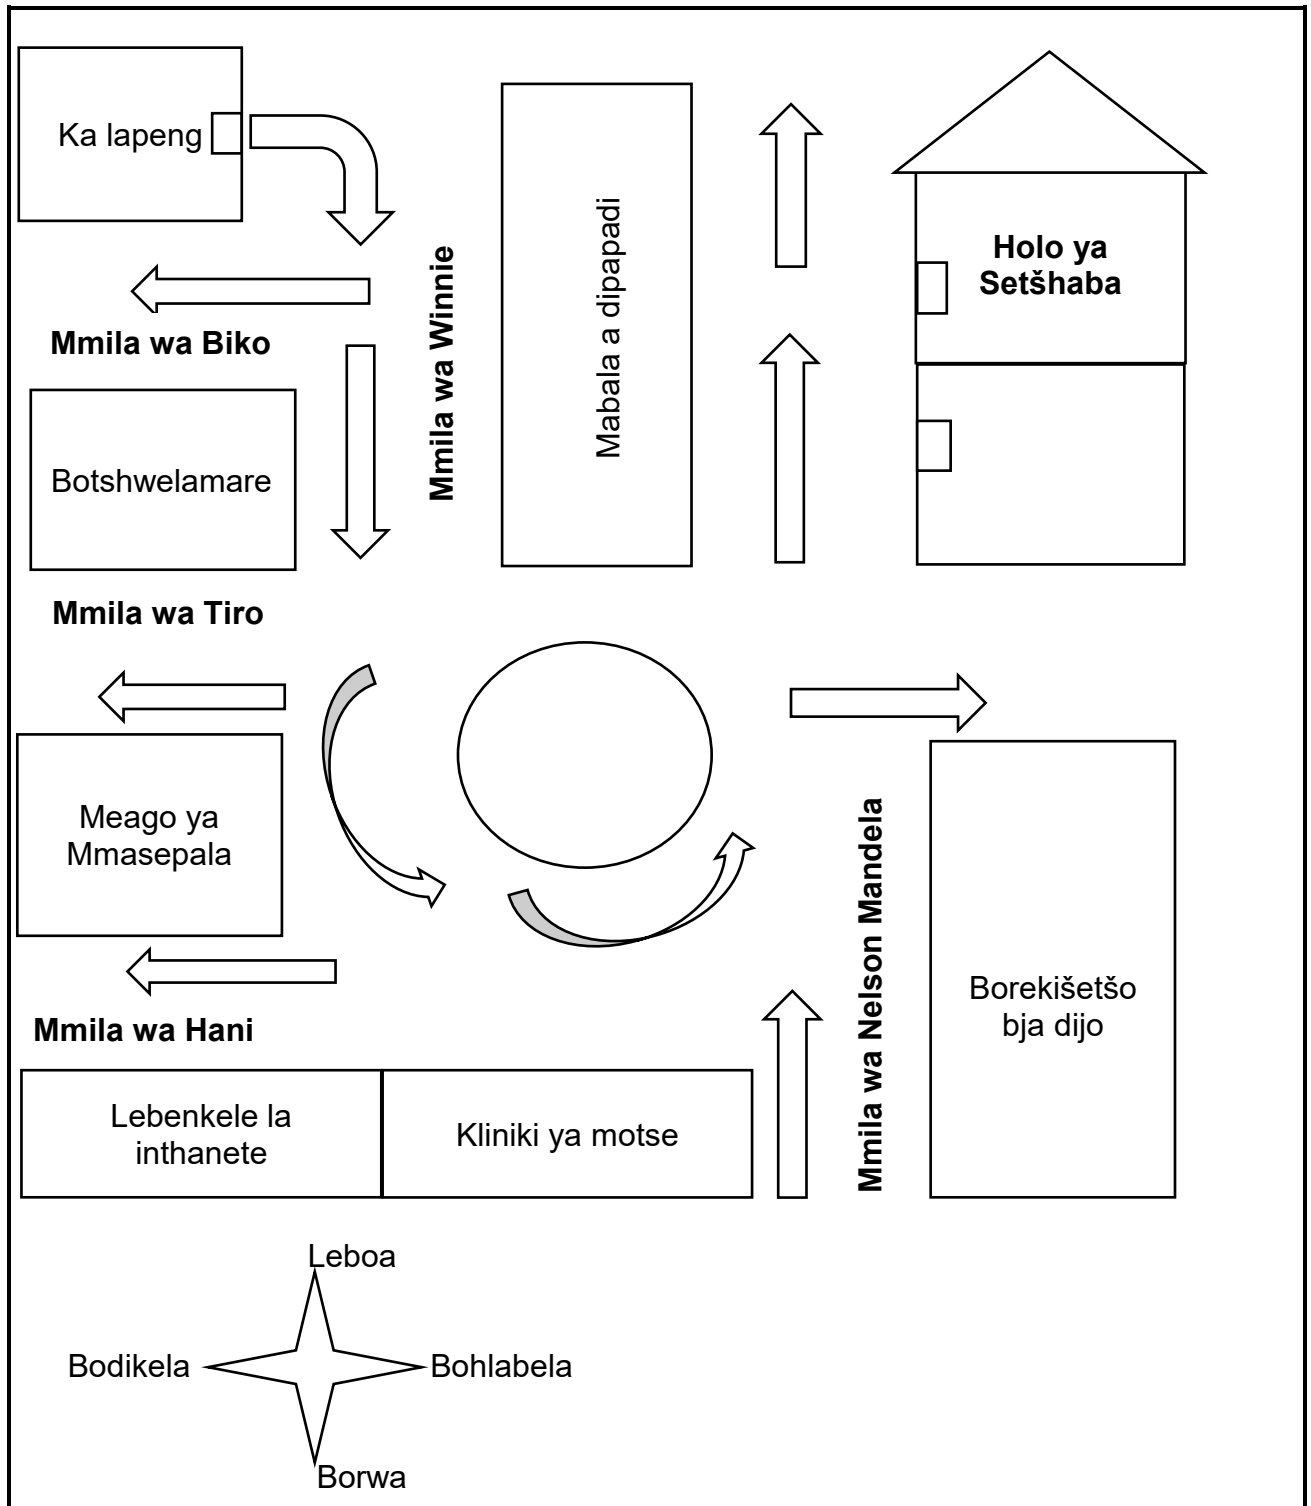 Ka lapeng
Holo ya
Setšhaba
Mabala a dipapadi
Mmila wa Winnie
Mmila wa Biko
Botshwelamare
Mmila wa Tiro
Meago ya
Mmasepala
Mmila wa Nelson Mandela
Borekišetšo
bja dijo
Mmila wa Hani
Lebenkele la
inthanete
Kliniki ya motse
Leboa
Bodikela
Bohlabela
Borwa